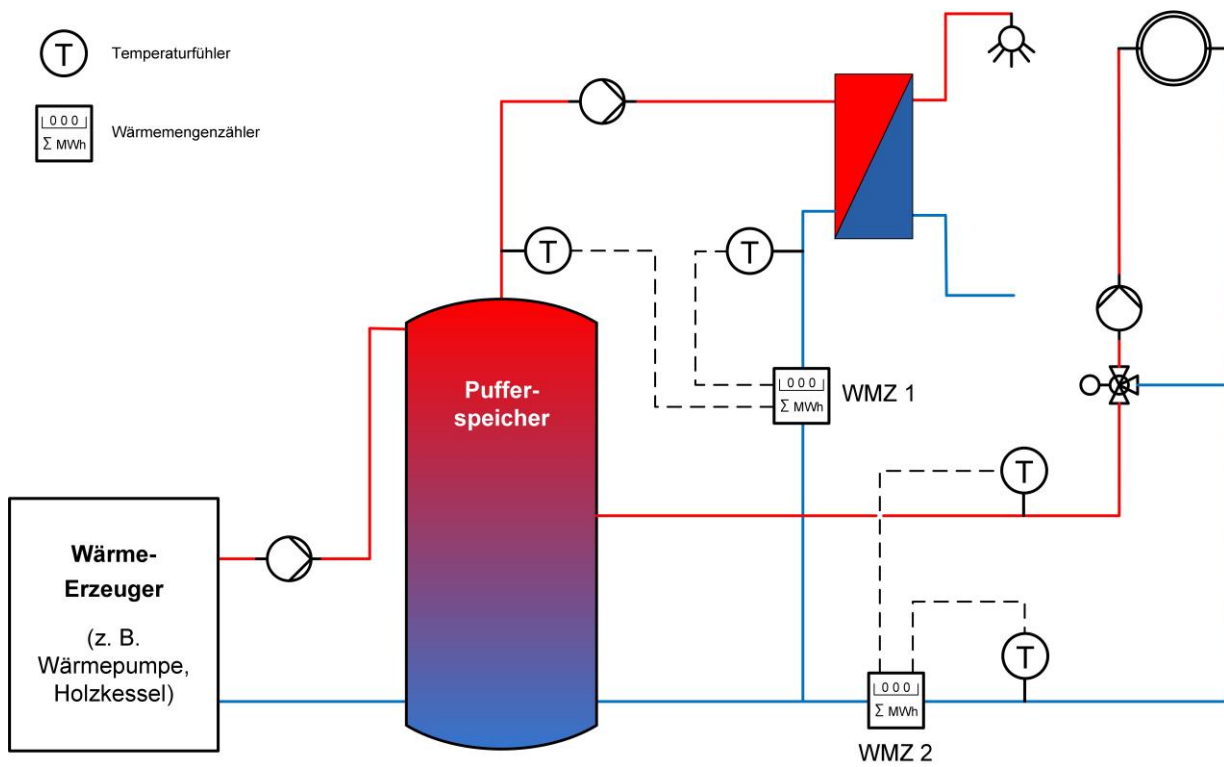 T
Temperaturfühler
000
Σ MWh
Wärmemengenzähler
T
T
Puffer-
speicher
000
Σ MWh
WMZ 1
T
Wärme-
Erzeuger
(z. B.
Wärmepumpe,
Holzkessel)
T
000
Σ MWh
WMZ 2